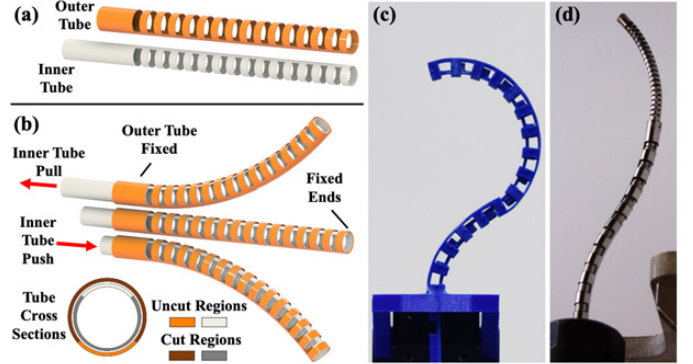 (a)
Outer
Tube
Inner
Tube
(b)
Outer Tube
Fixed
Inner Tube
Pull
Fixed
Ends
Inner
Tube
Push
Tube
Cross
Sections
Uncut Regions
Cut Regions
(c)
(d)